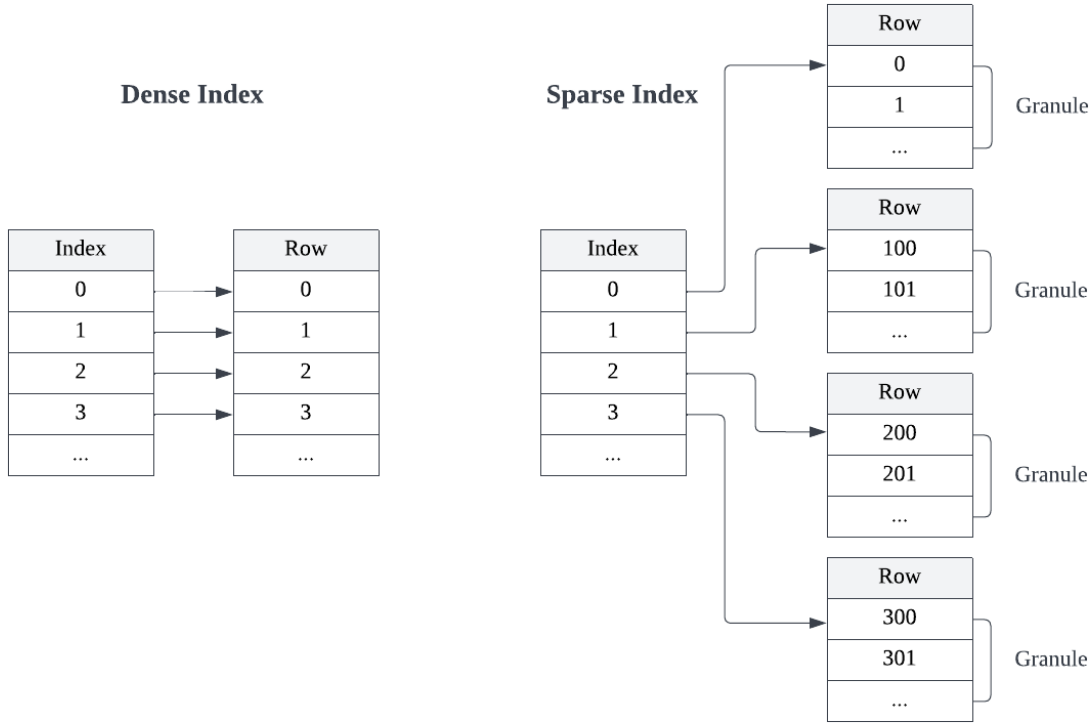 Dense Index
Index
0
1
2
3
...
Row
0
1
2
3
...
Sparse Index
Index
0
1
2
3
...
Row
0
1
...
Granule
Row
100
101
...
Granule
Row
200
201
...
Granule
Row
300
301
...
Granule